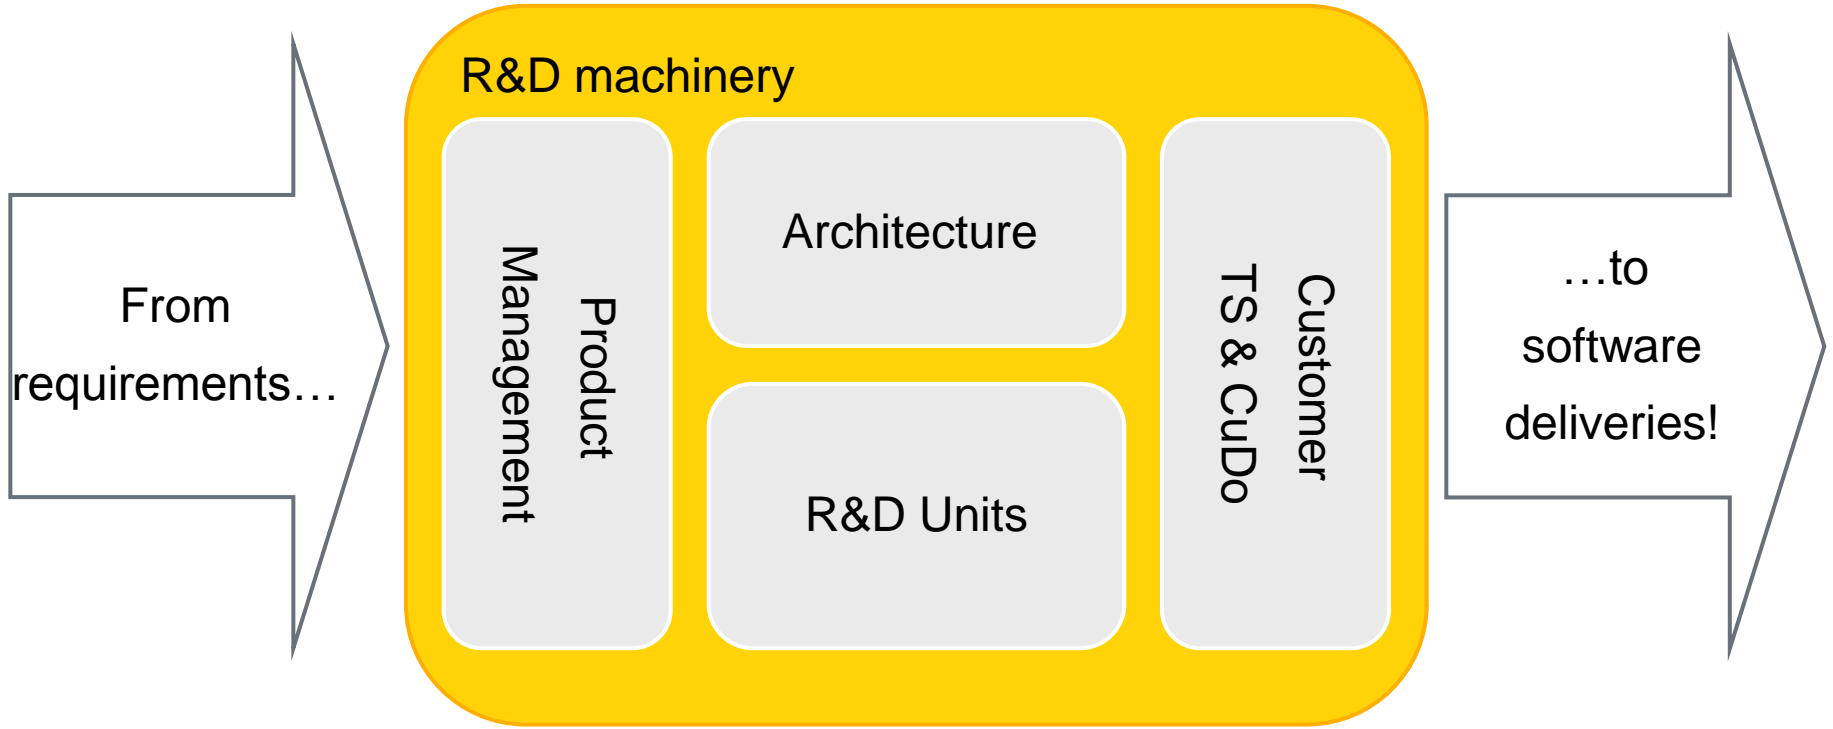 From
requirements…
R&D machinery
Product
Management
Architecture
R&D Units
Customer
TS & CuDo
…to
software
deliveries!